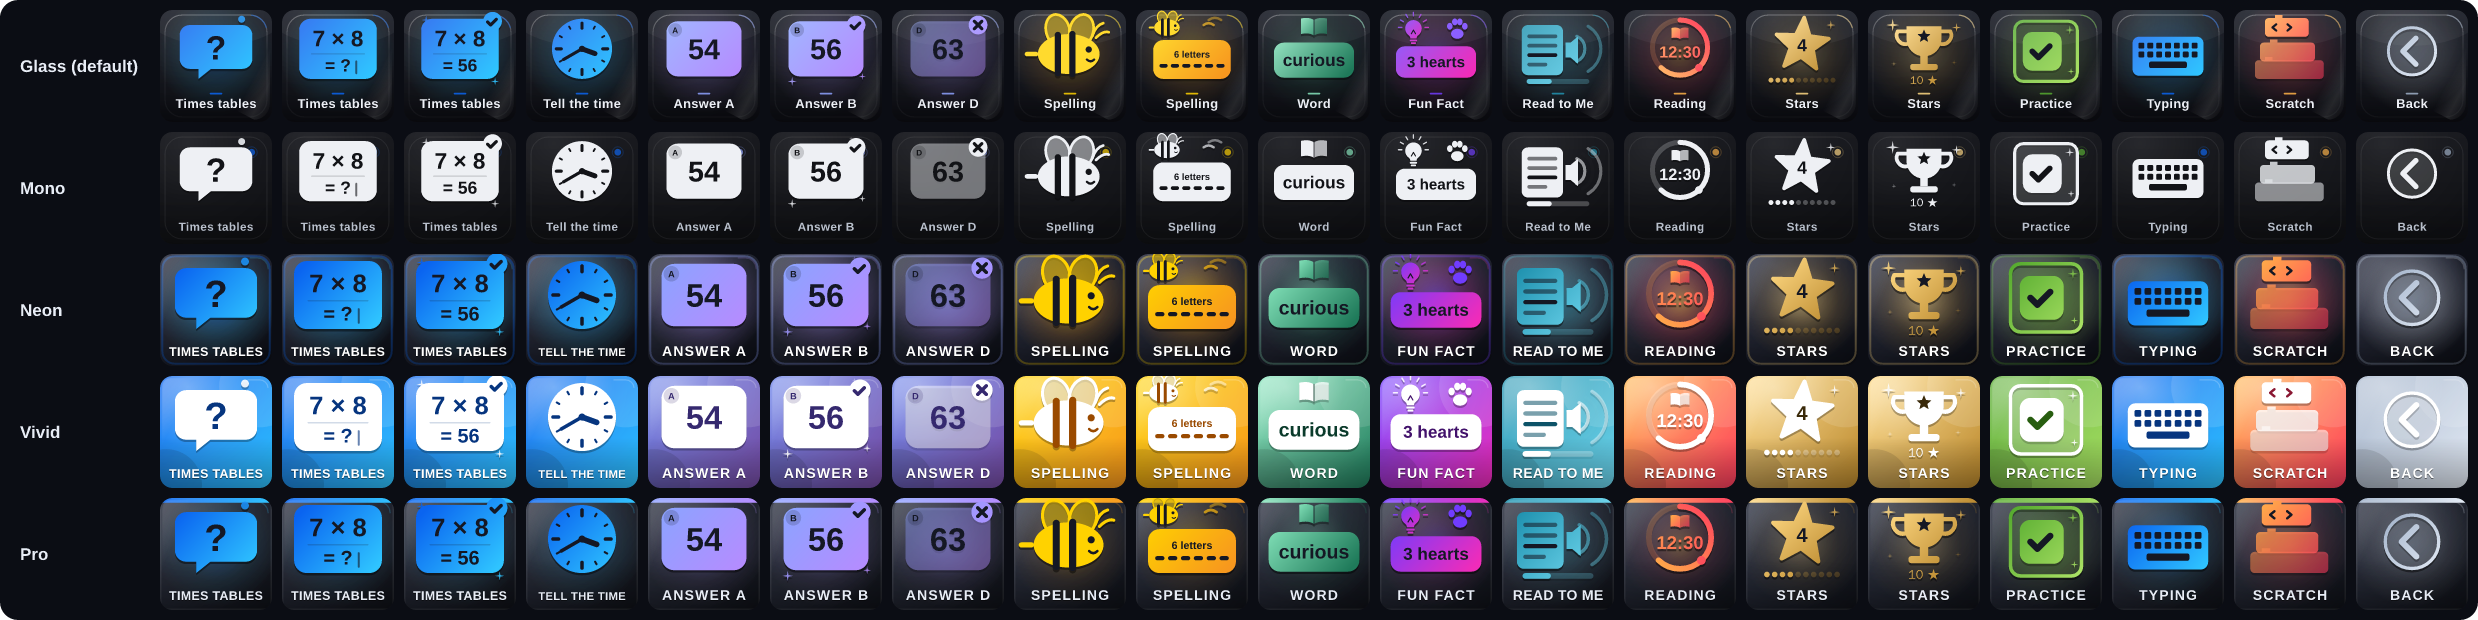 Glass (default)
?
Times tables
7 × 8
= ? |
Times tables
7 × 8
= 56
Times tables
Tell the time
A
54
Answer A
B
56
Answer B
D
63
Answer D
Spelling
6 letters
Spelling
curious
Word
3 hearts
Fun Fact
Read to Me
12:30
Reading
4
Stars
10 ★
Stars
Practice
Typing
< >
Scratch
Back
Mono
?
Times tables
7 × 8
= ? |
Times tables
7 × 8
= 56
Times tables
Tell the time
A
54
Answer A
B
56
Answer B
D
63
Answer D
Spelling
6 letters
Spelling
curious
Word
3 hearts
Fun Fact
Read to Me
12:30
Reading
4
Stars
10 ★
Stars
Practice
Typing
< >
Scratch
Back
Neon
?
TIMES TABLES
7 × 8
= ? |
TIMES TABLES
7 × 8
= 56
TIMES TABLES
TELL THE TIME
A
54
ANSWER A
B
56
ANSWER B
D
63
ANSWER D
SPELLING
6 letters
SPELLING
curious
WORD
3 hearts
FUN FACT
READ TO ME
12:30
READING
4
STARS
10 ★
STARS
PRACTICE
TYPING
< >
SCRATCH
BACK
Vivid
?
TIMES TABLES
7 × 8
= ? |
TIMES TABLES
7 × 8
= 56
TIMES TABLES
TELL THE TIME
A
54
ANSWER A
B
56
ANSWER B
D
63
ANSWER D
SPELLING
6 letters
SPELLING
curious
WORD
3 hearts
FUN FACT
READ TO ME
12:30
READING
4
STARS
10 ★
STARS
PRACTICE
TYPING
< >
SCRATCH
BACK
Pro
?
TIMES TABLES
7 × 8
= ? |
TIMES TABLES
7 × 8
= 56
TIMES TABLES
TELL THE TIME
A
54
ANSWER A
B
56
ANSWER B
D
63
ANSWER D
SPELLING
6 letters
SPELLING
curious
WORD
3 hearts
FUN FACT
READ TO ME
12:30
READING
4
STARS
10 ★
STARS
PRACTICE
TYPING
< >
SCRATCH
BACK